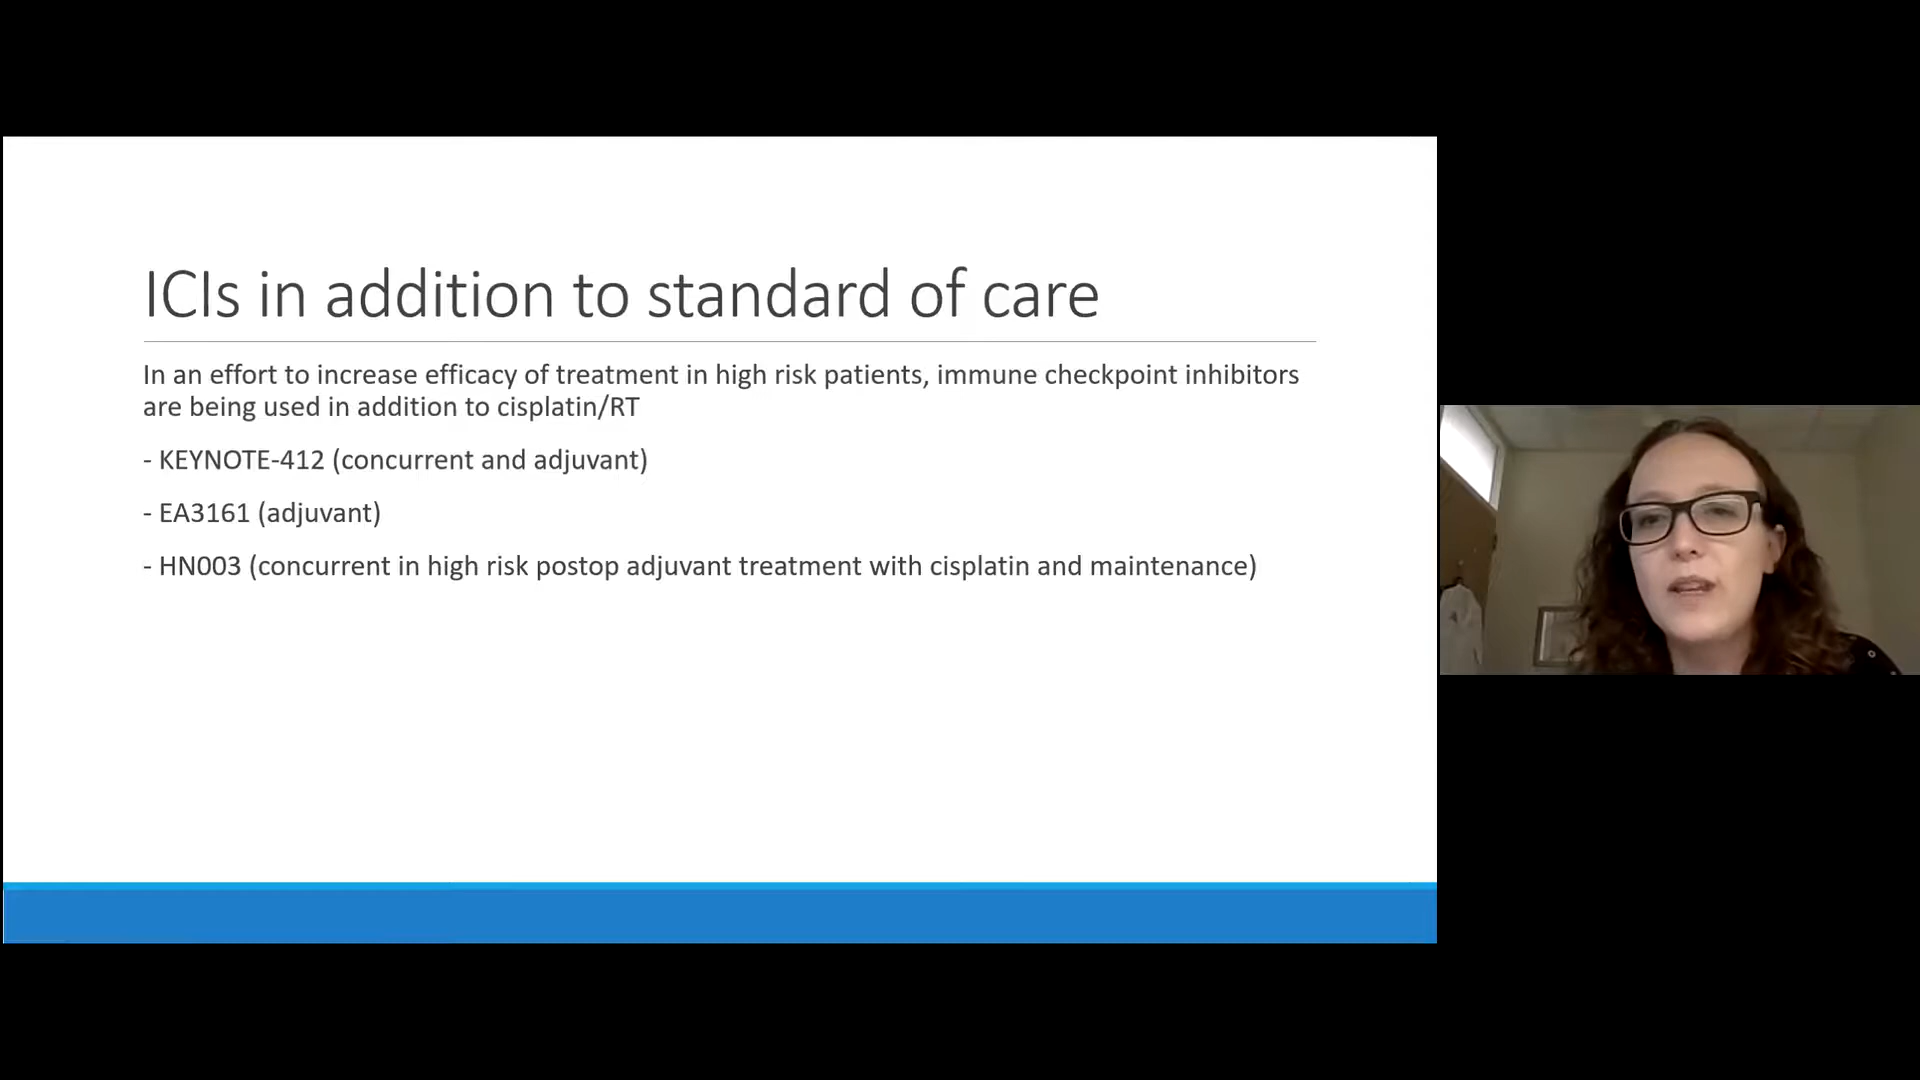 ICIs in addition to standard of care
In an effort to increase efficacy of treatment in high risk patients, immune checkpoint inhibitors
are being used in addition to cisplatin/RT
- KEYNOTE-412 (concurrent and adjuvant)
- EA3161 (adjuvant)
- HN003 (concurrent in high risk postop adjuvant treatment with cisplatin and maintenance)